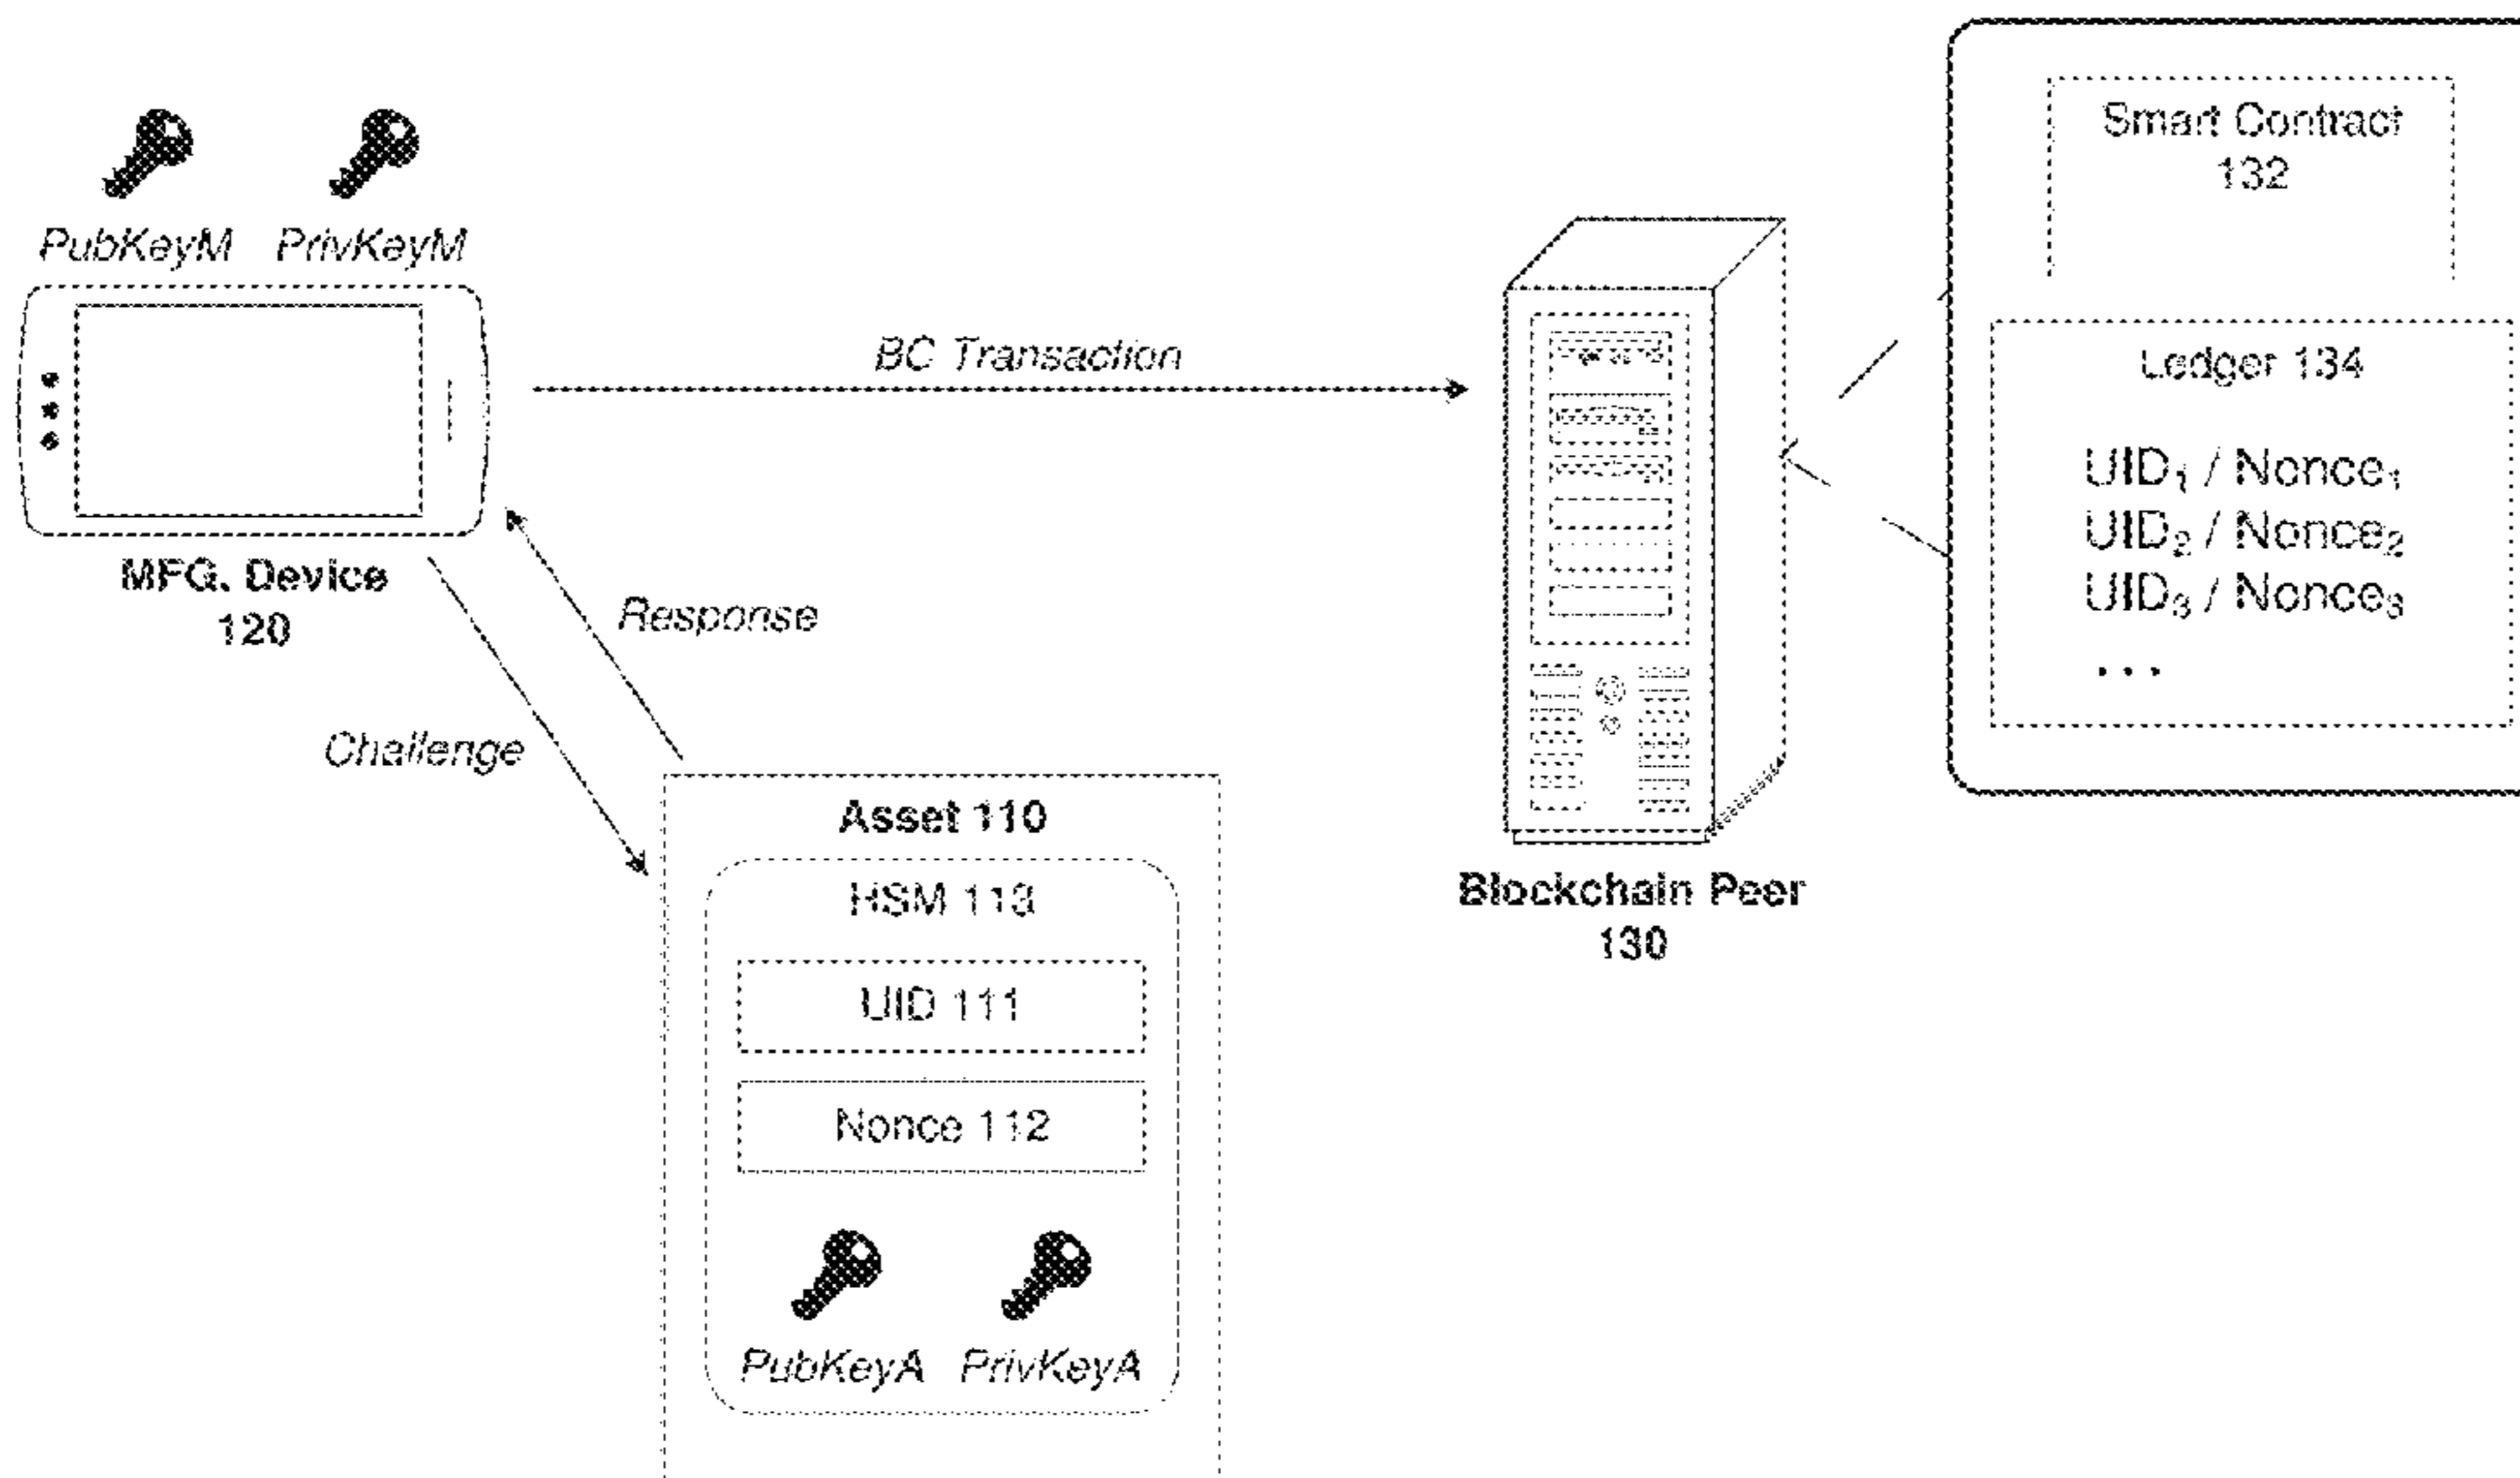 PubKeyM PrivKeyM
MFG. Device
120
BC Transaction
Response
Challenge
Asset 110
HSM 113
UID 111
Nonce 112
PubKeyA PrivKeyA
Blockchain Peer
130
Smart Contract
132
Ledger 134
UID₁ / Nonce₁
UID₂ / Nonce₂
UID₃ / Nonce₃
...